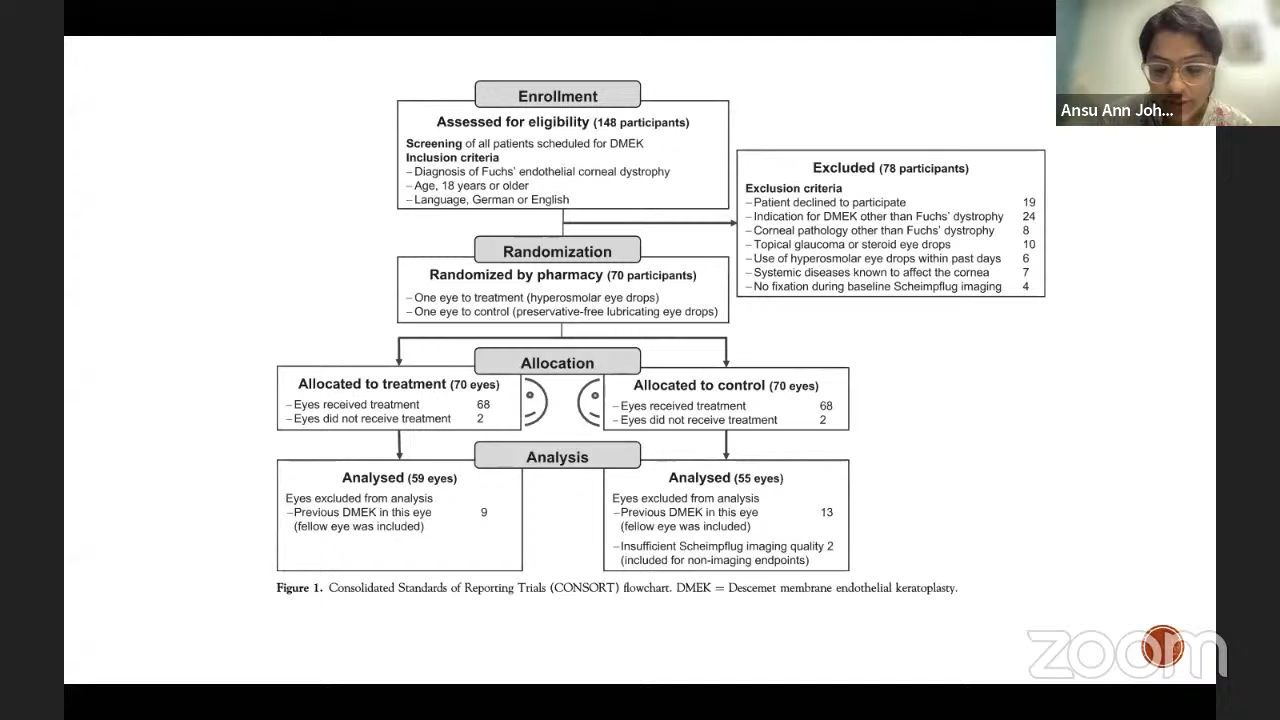 Ansu Ann Joh...
Enrollment
Assessed for eligibility (148 participants)
Screening of all patients scheduled for DMEK
Inclusion criteria
–Diagnosis of Fuchs' endothelial corneal dystrophy
–Age, 18 years or older
–Language, German or English
Excluded (78 participants)
Exclusion criteria
–Patient declined to participate 19
–Indication for DMEK other than Fuchs' dystrophy 24
–Corneal pathology other than Fuchs' dystrophy 8
–Topical glaucoma or steroid eye drops 10
–Use of hyperosmolar eye drops within past days 6
–Systemic diseases known to affect the cornea 7
–No fixation during baseline Scheimpflug imaging 4
Randomization
Randomized by pharmacy (70 participants)
–One eye to treatment (hyperosmolar eye drops)
–One eye to control (preservative-free lubricating eye drops)
Allocation
Allocated to treatment (70 eyes)
–Eyes received treatment 68
–Eyes did not receive treatment 2
Allocated to control (70 eyes)
–Eyes received treatment 68
–Eyes did not receive treatment 2
Analysis
Analysed (59 eyes)
Eyes excluded from analysis
–Previous DMEK in this eye 9
(fellow eye was included)
Analysed (55 eyes)
Eyes excluded from analysis
–Previous DMEK in this eye 13
(fellow eye was included)
–Insufficient Scheimpflug imaging quality 2
(included for non-imaging endpoints)
Figure 1. Consolidated Standards of Reporting Trials (CONSORT) flowchart. DMEK = Descemet membrane endothelial keratoplasty.
zoom